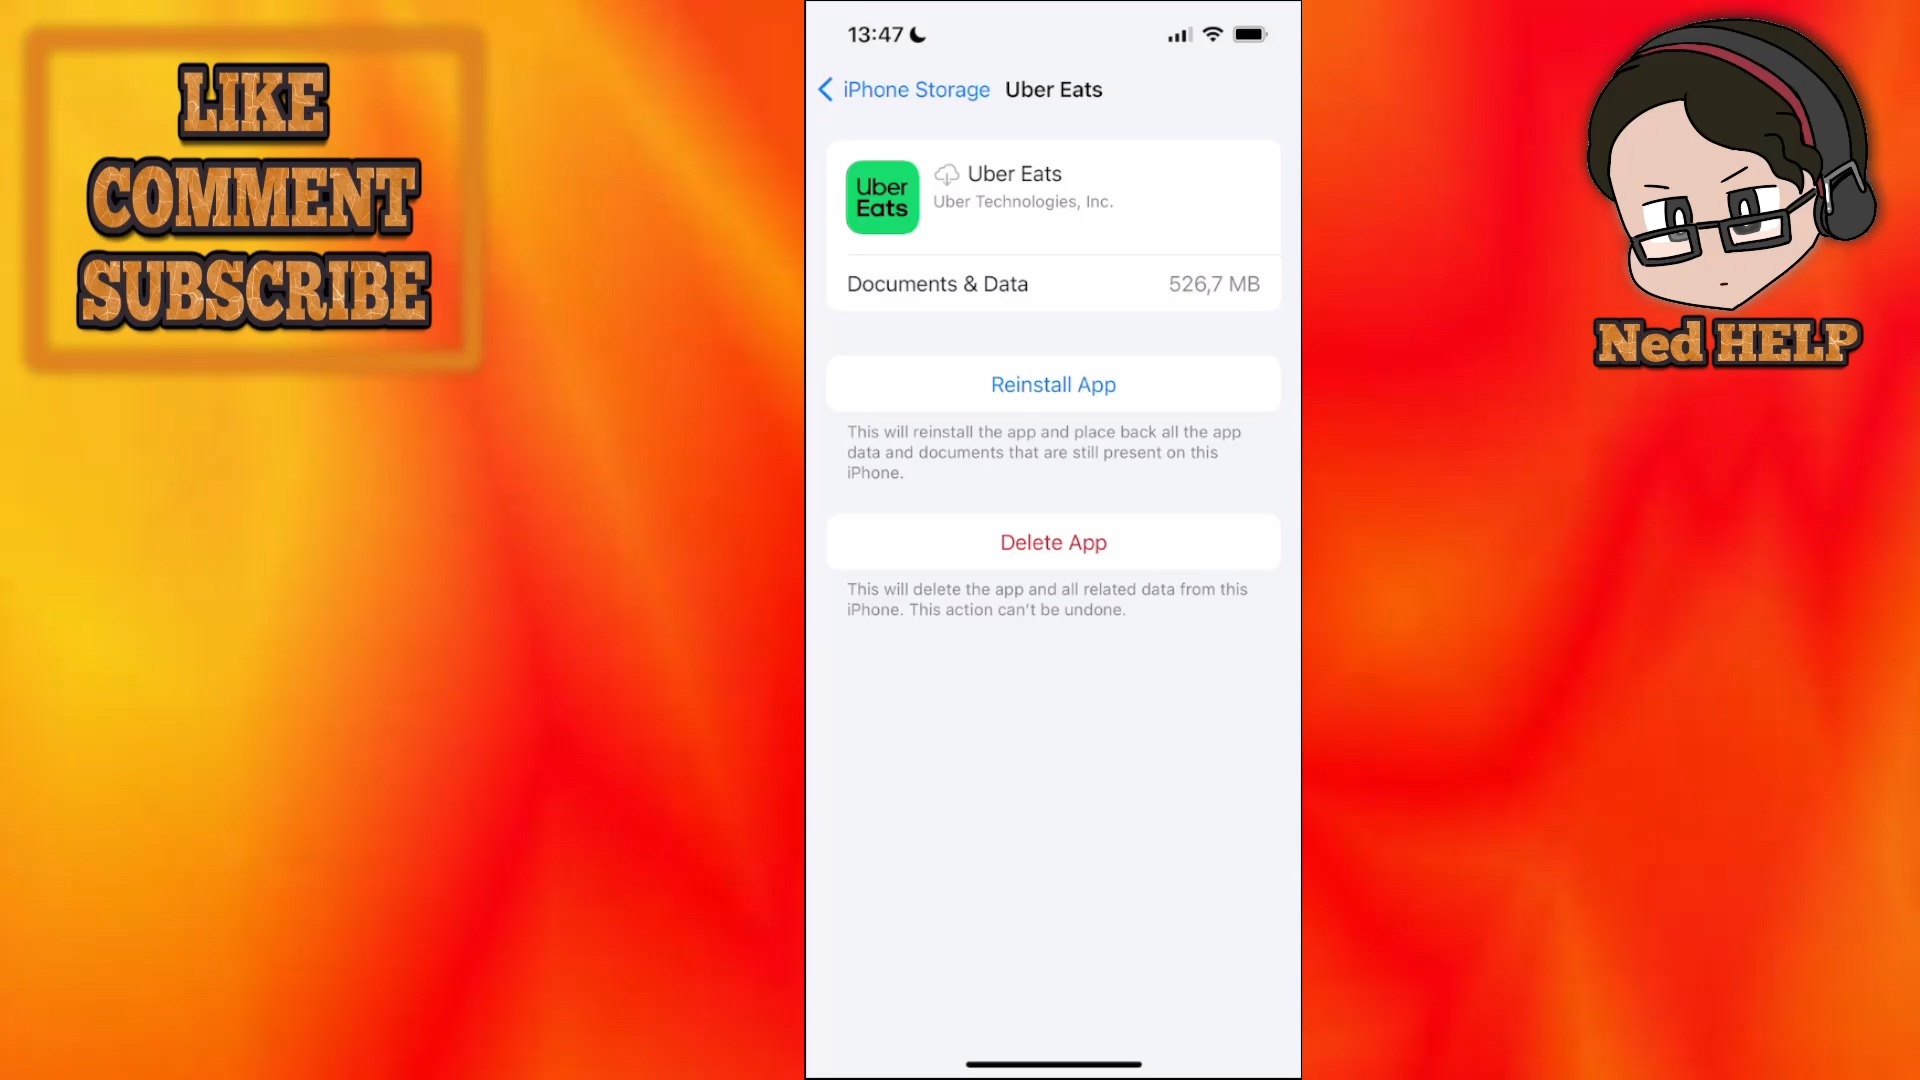 LIKE
COMMENT
SUBSCRIBE
13:47
iPhone Storage Uber Eats
Uber
Eats
Uber Eats
Uber Technologies, Inc.
Documents & Data 526,7 MB
Reinstall App
This will reinstall the app and place back all the app
data and documents that are still present on this
iPhone.
Delete App
This will delete the app and all related data from this
iPhone. This action can't be undone.
Ned HELP